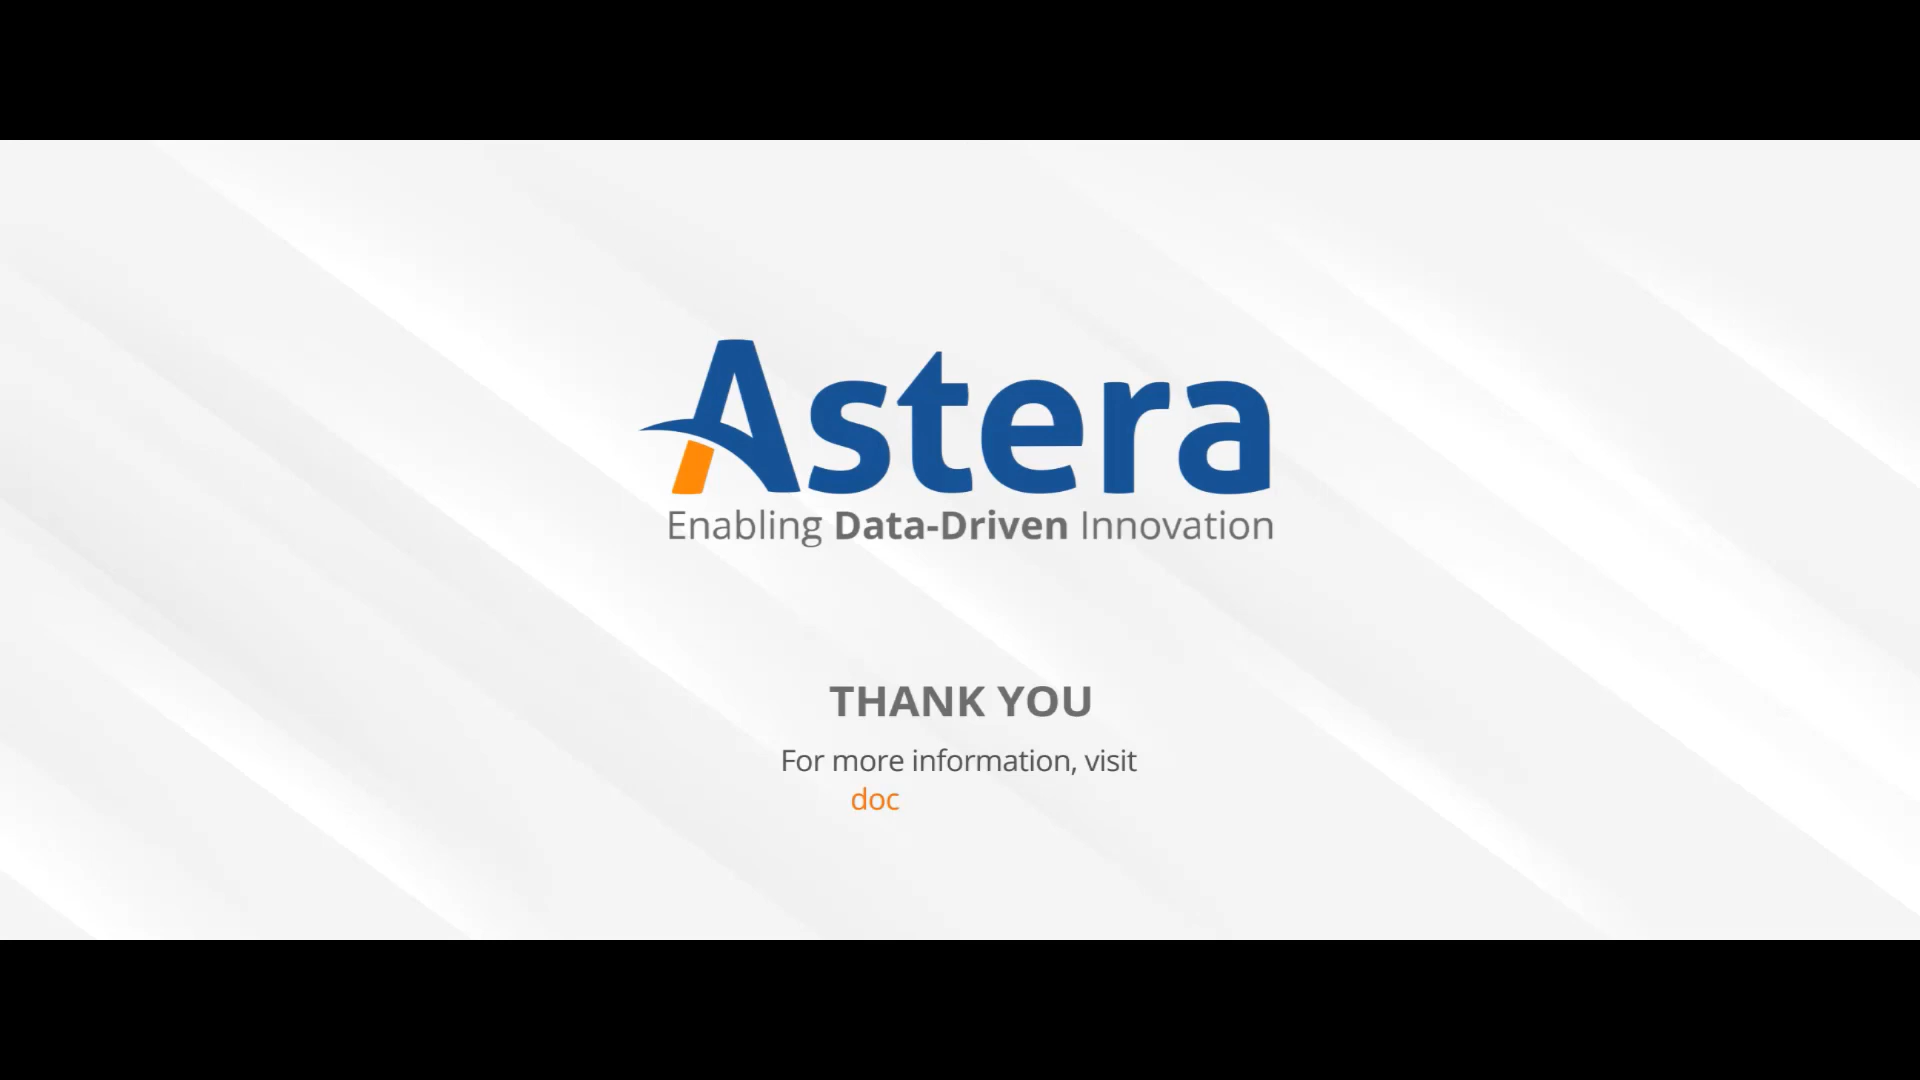 Astera
Enabling Data-Driven Innovation
THANK YOU
For more information, visit
doc